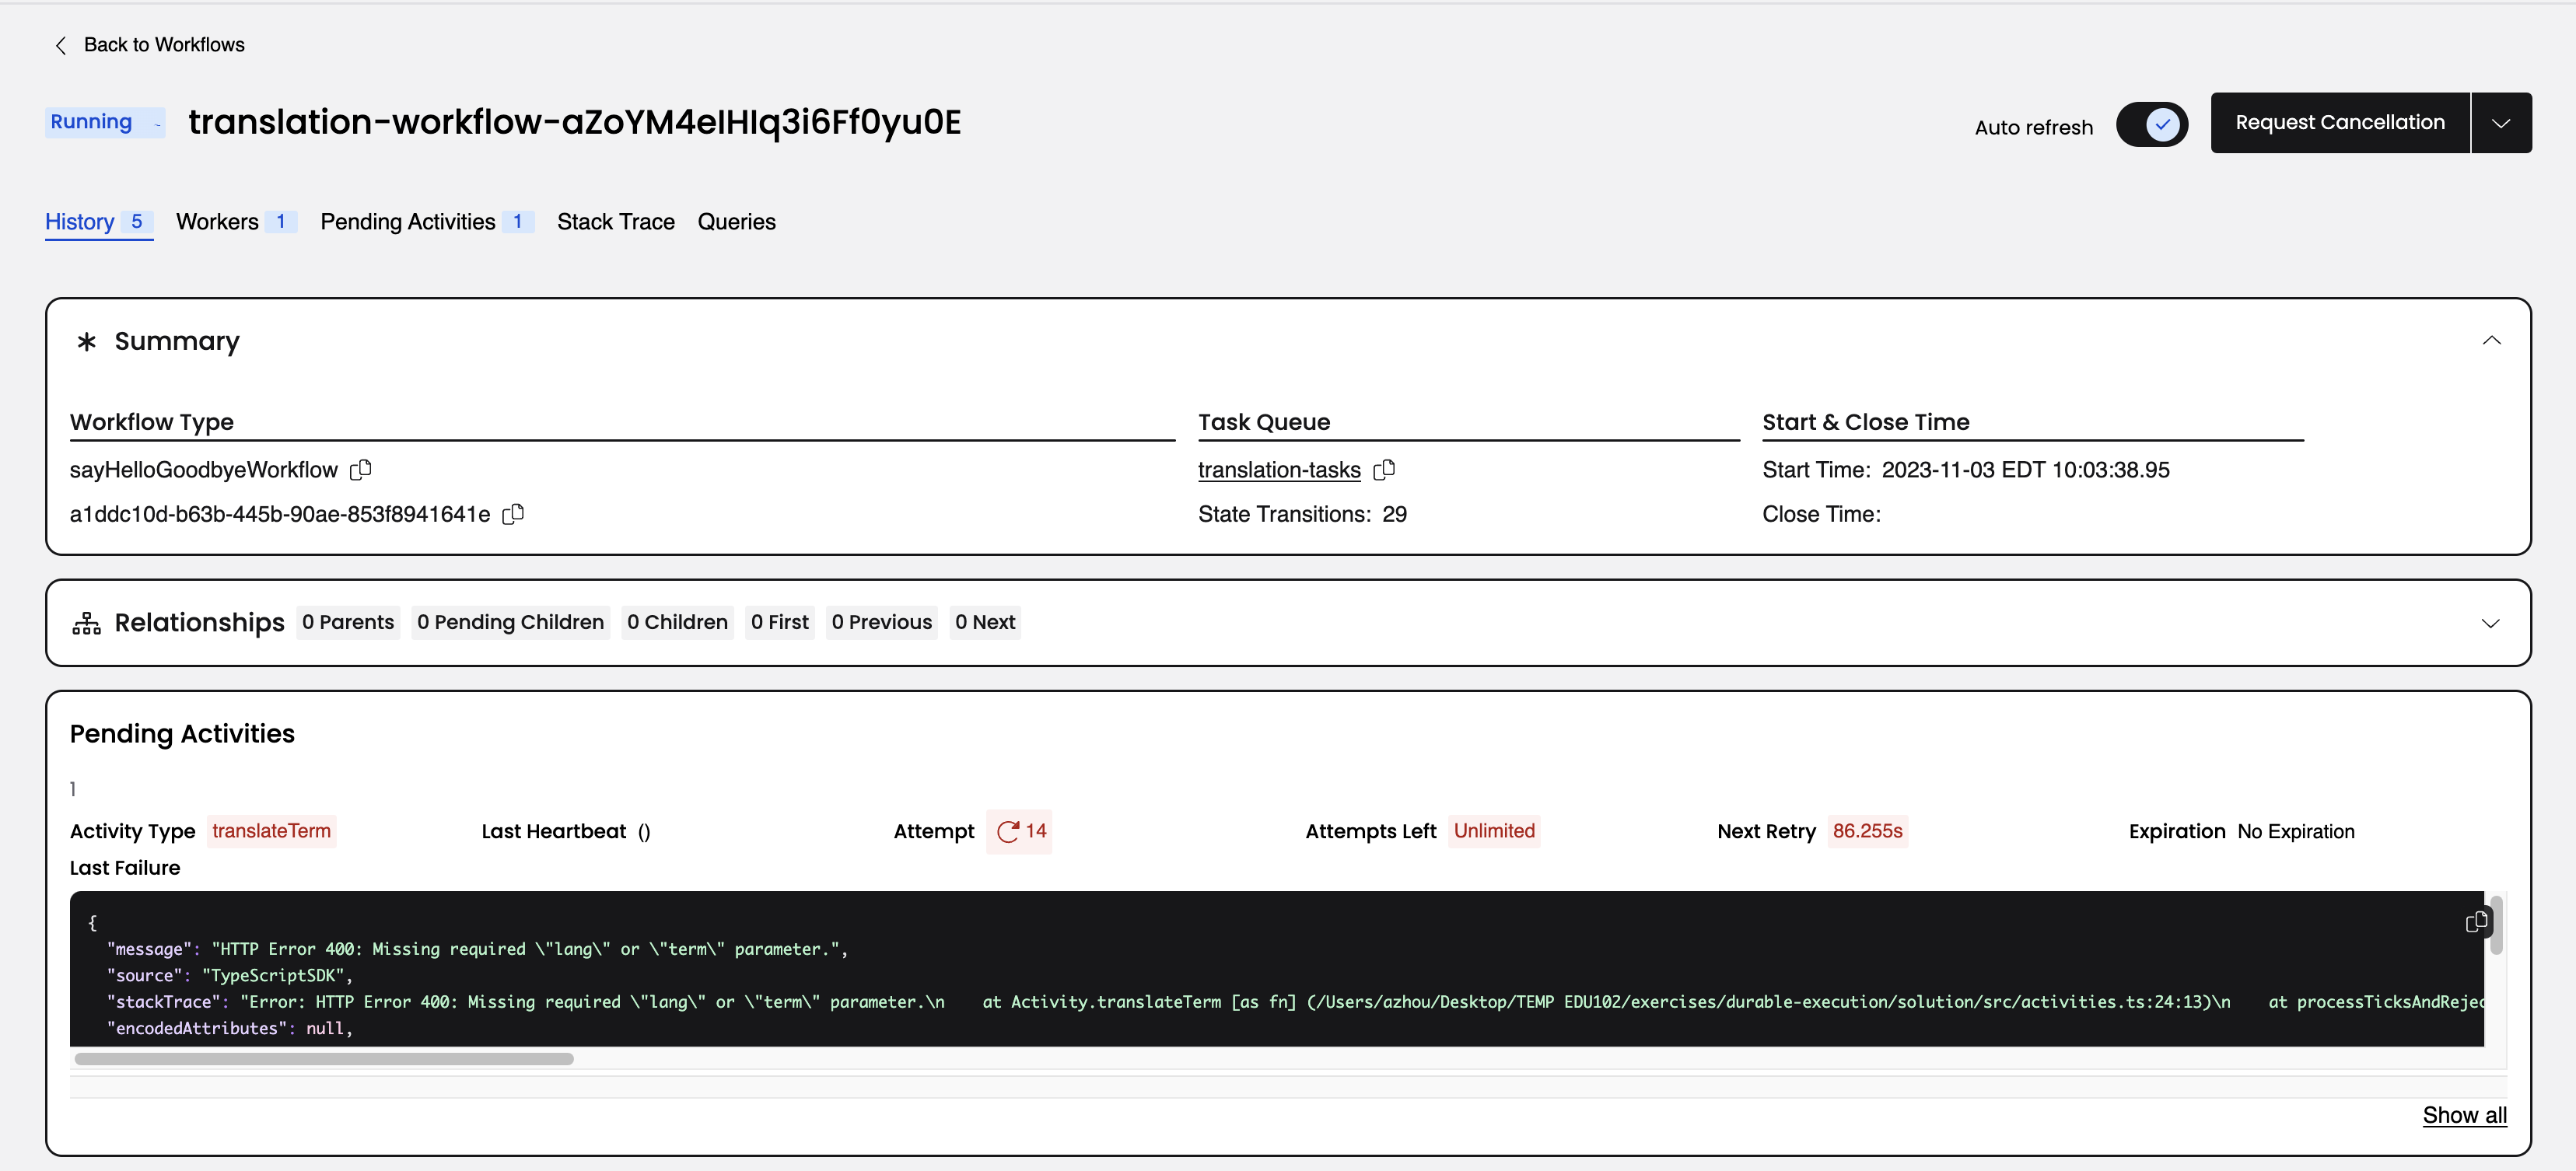 Back to Workflows
Running translation-workflow-aZoYM4eIHIq3i6Ff0yu0E Auto refresh Request Cancellation
History 5 Workers 1 Pending Activities 1 Stack Trace Queries
Summary
Workflow Type Task Queue Start & Close Time
sayHelloGoodbyeWorkflow translation-tasks Start Time: 2023-11-03 EDT 10:03:38.95
a1ddc10d-b63b-445b-90ae-853f8941641e State Transitions: 29 Close Time:
Relationships 0 Parents 0 Pending Children 0 Children 0 First 0 Previous 0 Next
Pending Activities
1
Activity Type translateTerm Last Heartbeat () Attempt 14 Attempts Left Unlimited Next Retry 86.255s Expiration No Expiration
Last Failure
{
"message": "HTTP Error 400: Missing required \"lang\" or \"term\" parameter.",
"source": "TypeScriptSDK",
"stackTrace": "Error: HTTP Error 400: Missing required \"lang\" or \"term\" parameter.\n    at Activity.translateTerm [as fn] (/Users/azhou/Desktop/TEMP EDU102/exercises/durable-execution/solution/src/activities.ts:24:13)\n    at processTicksAndRejec
"encodedAttributes": null,
Show all